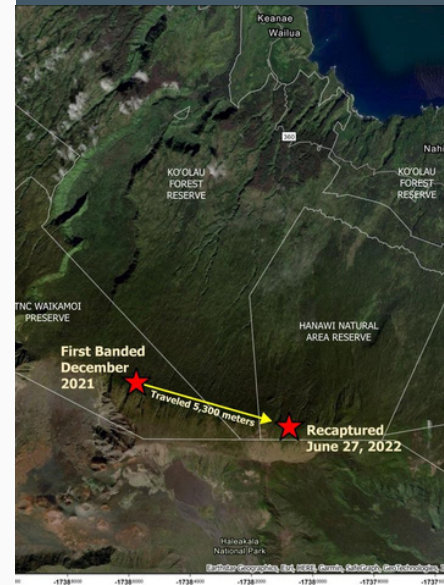 Keanae
Wailua
360
Nahi
KO'OLAU
FOREST
RESERVE
KO'OLAU
FOREST
RESERVE
TNC WAIKAMOI
PRESERVE
HANAWI NATURAL
AREA RESERVE
First Banded
December
2021
Traveled 5,300 meters
Recaptured
June 27, 2022
Haleakala
National Park
Earthstar Geographics, Esri, HERE, Garmin, SafeGraph, GeoTechnologies,